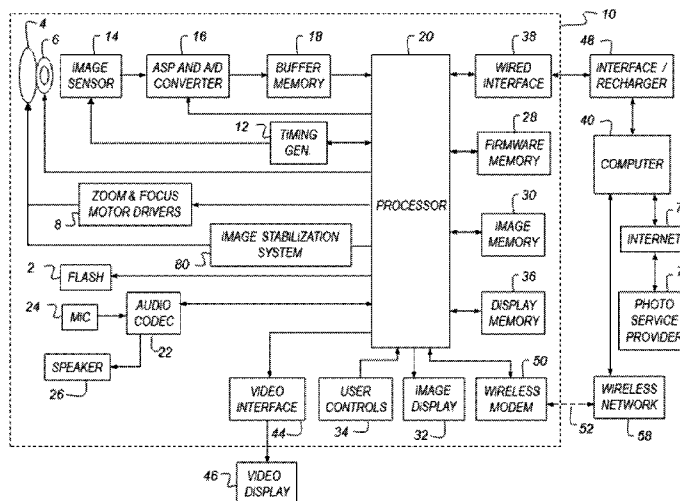 10
4
6
14
16
18
20
38
48
IMAGE
SENSOR
ASP AND A/D
CONVERTER
BUFFER
MEMORY
WIRED
INTERFACE
INTERFACE /
RECHARGER
12
TIMING
GEN.
28
FIRMWARE
MEMORY
40
COMPUTER
PROCESSOR
ZOOM & FOCUS
MOTOR DRIVERS
8
30
IMAGE
MEMORY
IMAGE STABILIZATION
SYSTEM
80
INTERNET
2
FLASH
36
DISPLAY
MEMORY
24
MIC
AUDIO
CODEC
22
PHOTO
SERVICE
PROVIDER
SPEAKER
26
50
VIDEO
INTERFACE
44
USER
CONTROLS
34
IMAGE
DISPLAY
32
WIRELESS
MODEM
52
WIRELESS
NETWORK
58
46
VIDEO
DISPLAY